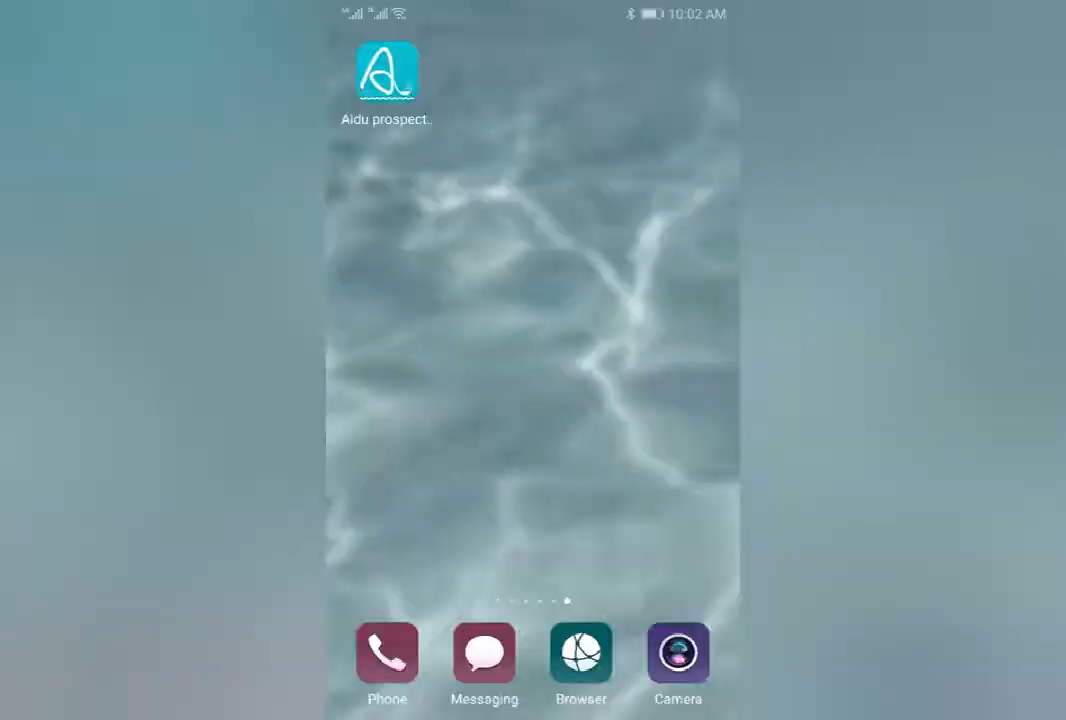 10:02 AM
Aidu prospect..
Phone
Messaging
Browser
Camera